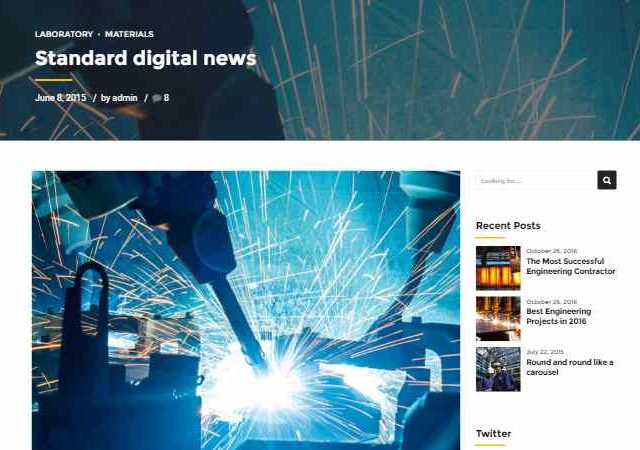 LABORATORY • MATERIALS
Standard digital news
June 8, 2015 / by admin / 8
Looking for...
Recent Posts
October 26, 2016
The Most Successful
Engineering Contractor
October 26, 2016
Best Engineering
Projects in 2016
July 22, 2015
Round and round like a
carousel
Twitter